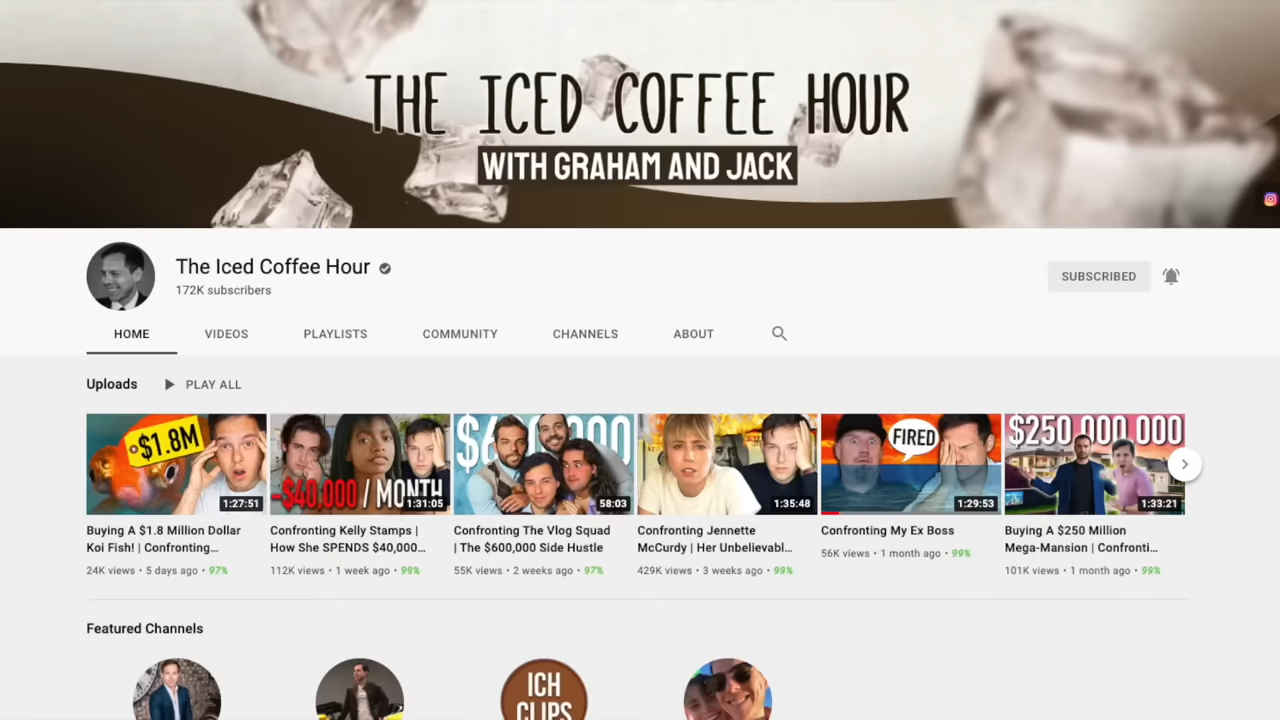 THE ICED COFFEE HOUR
WITH GRAHAM AND JACK
The Iced Coffee Hour
172K subscribers
SUBSCRIBED
HOME VIDEOS PLAYLISTS COMMUNITY CHANNELS ABOUT
Uploads PLAY ALL
-$1.8M
1:27:51
-$40,000 / MONTH
1:31:05
58:03
1:35:48
FIRED
1:29:53
$250 000 000
1:33:21
Buying A $1.8 Million Dollar
Koi Fish! | Confronting...
24K views • 5 days ago • 97%
Confronting Kelly Stamps |
How She SPENDS $40,000...
112K views • 1 week ago • 99%
Confronting The Vlog Squad
| The $600,000 Side Hustle
55K views • 2 weeks ago • 97%
Confronting Jennette
McCurdy | Her Unbelievabl...
429K views • 3 weeks ago • 99%
Confronting My Ex Boss
56K views • 1 month ago • 99%
Buying A $250 Million
Mega-Mansion | Confronti...
101K views • 1 month ago • 99%
Featured Channels
ICH
CLIPS